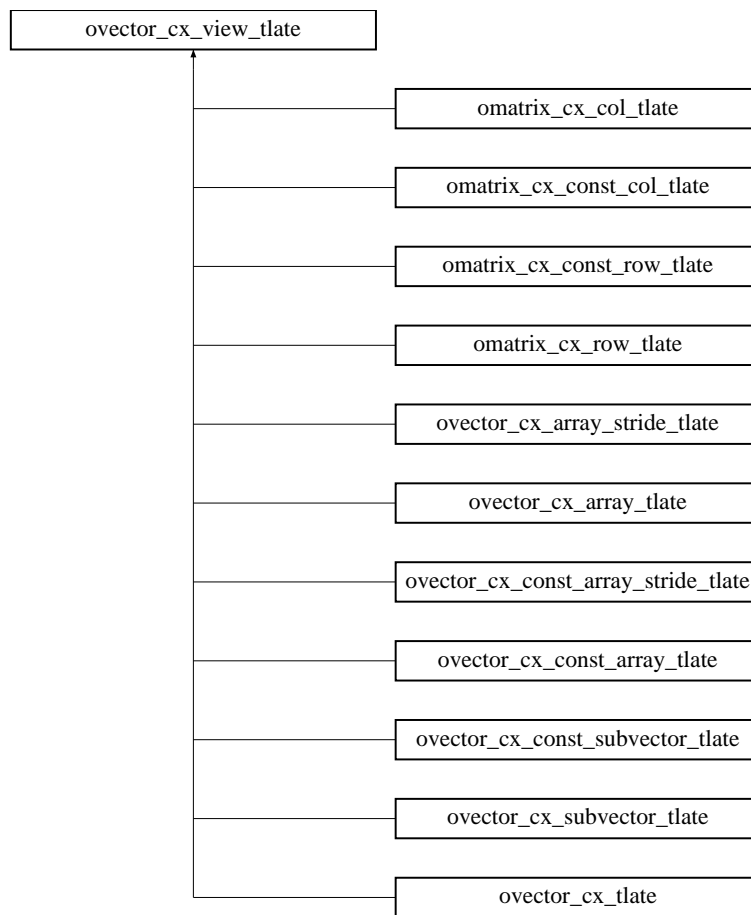 ovector_cx_view_tlate
omatrix_cx_col_tlate
omatrix_cx_const_col_tlate
omatrix_cx_const_row_tlate
omatrix_cx_row_tlate
ovector_cx_array_stride_tlate
ovector_cx_array_tlate
ovector_cx_const_array_stride_tlate
ovector_cx_const_array_tlate
ovector_cx_const_subvector_tlate
ovector_cx_subvector_tlate
ovector_cx_tlate